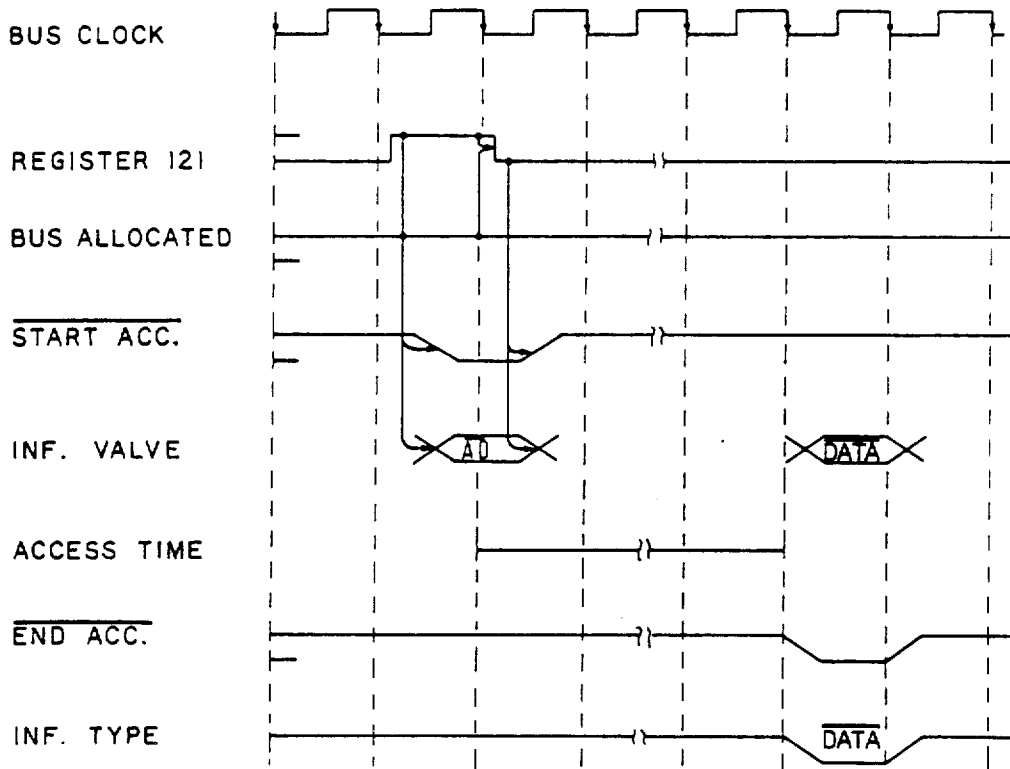 BUS CLOCK
REGISTER 121
BUS ALLOCATED
START ACC.
INF. VALVE
AD
DATA
ACCESS TIME
END ACC.
INF. TYPE
DATA